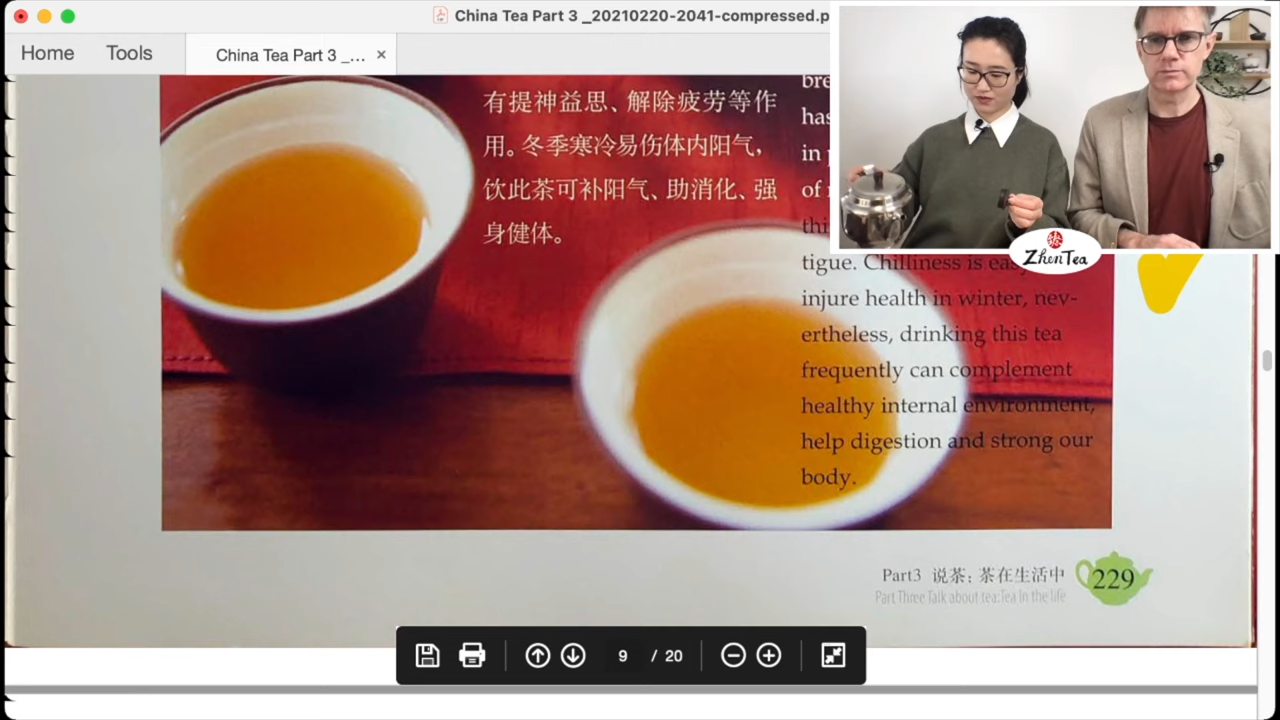 China Tea Part 3 _20210220-2041-compressed.p
Home
Tools
China Tea Part 3 _... ×
有提神益思、解除疲劳等作
用。冬季寒冷易伤体内阳气，
饮此茶可补阳气、助消化、强
身健体。
bre
has
in
of
thi
tigue. Chilliness is eas
injure health in winter, nev-
ertheless, drinking this tea
frequently can complement
healthy internal environment,
help digestion and strong our
body.
ZhenTea
Part3 说茶：茶在生活中
Part Three Talk about tea:Tea in the life
229
9 / 20